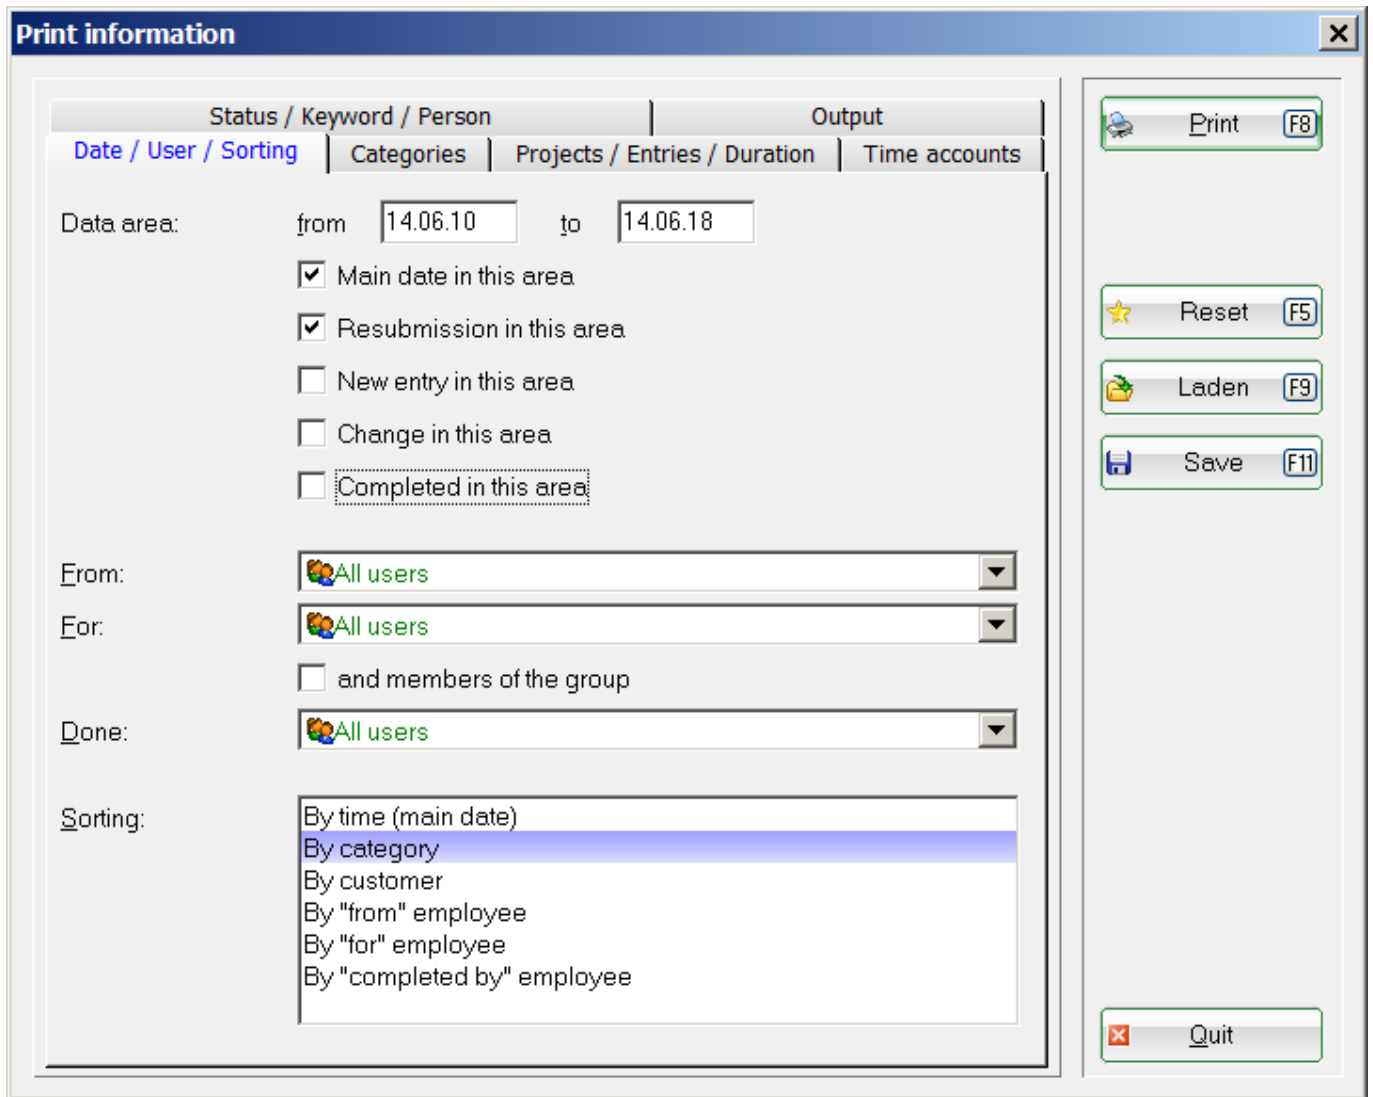 Print information
Status / Keyword / Person
Output
Date / User / Sorting
Categories
Projects / Entries / Duration
Time accounts
Data area:
from
14.06.10
to
14.06.18
Main date in this area
Resubmission in this area
New entry in this area
Change in this area
Completed in this area
From:
All users
For:
All users
and members of the group
Done:
All users
Sorting:
By time (main date)
By category
By customer
By "from" employee
By "for" employee
By "completed by" employee
Print F8
Reset F5
Laden F9
Save F11
Quit